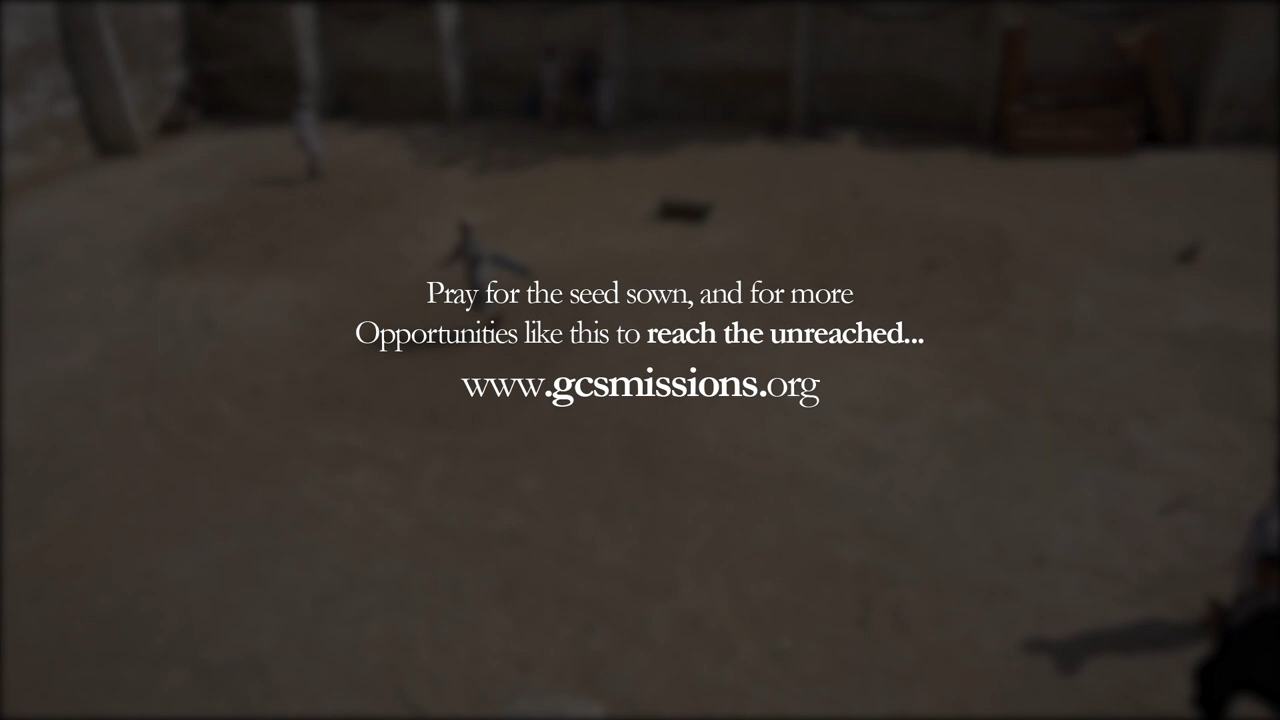 Pray for the seed sown, and for more
Opportunities like this to reach the unreached...
www.gcsmissions.org